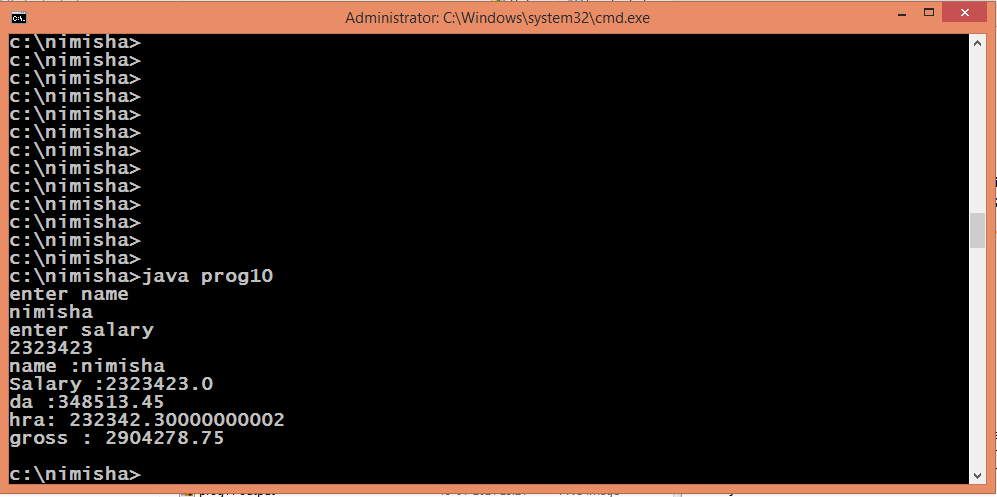 Administrator: C:\Windows\system32\cmd.exe
c:\nimisha>
c:\nimisha>
c:\nimisha>
c:\nimisha>
c:\nimisha>
c:\nimisha>
c:\nimisha>
c:\nimisha>
c:\nimisha>
c:\nimisha>
c:\nimisha>
c:\nimisha>
c:\nimisha>
c:\nimisha>java prog10
enter name
nimisha
enter salary
2323423
name :nimisha
Salary :2323423.0
da :348513.45
hra: 232342.30000000002
gross : 2904278.75
c:\nimisha>